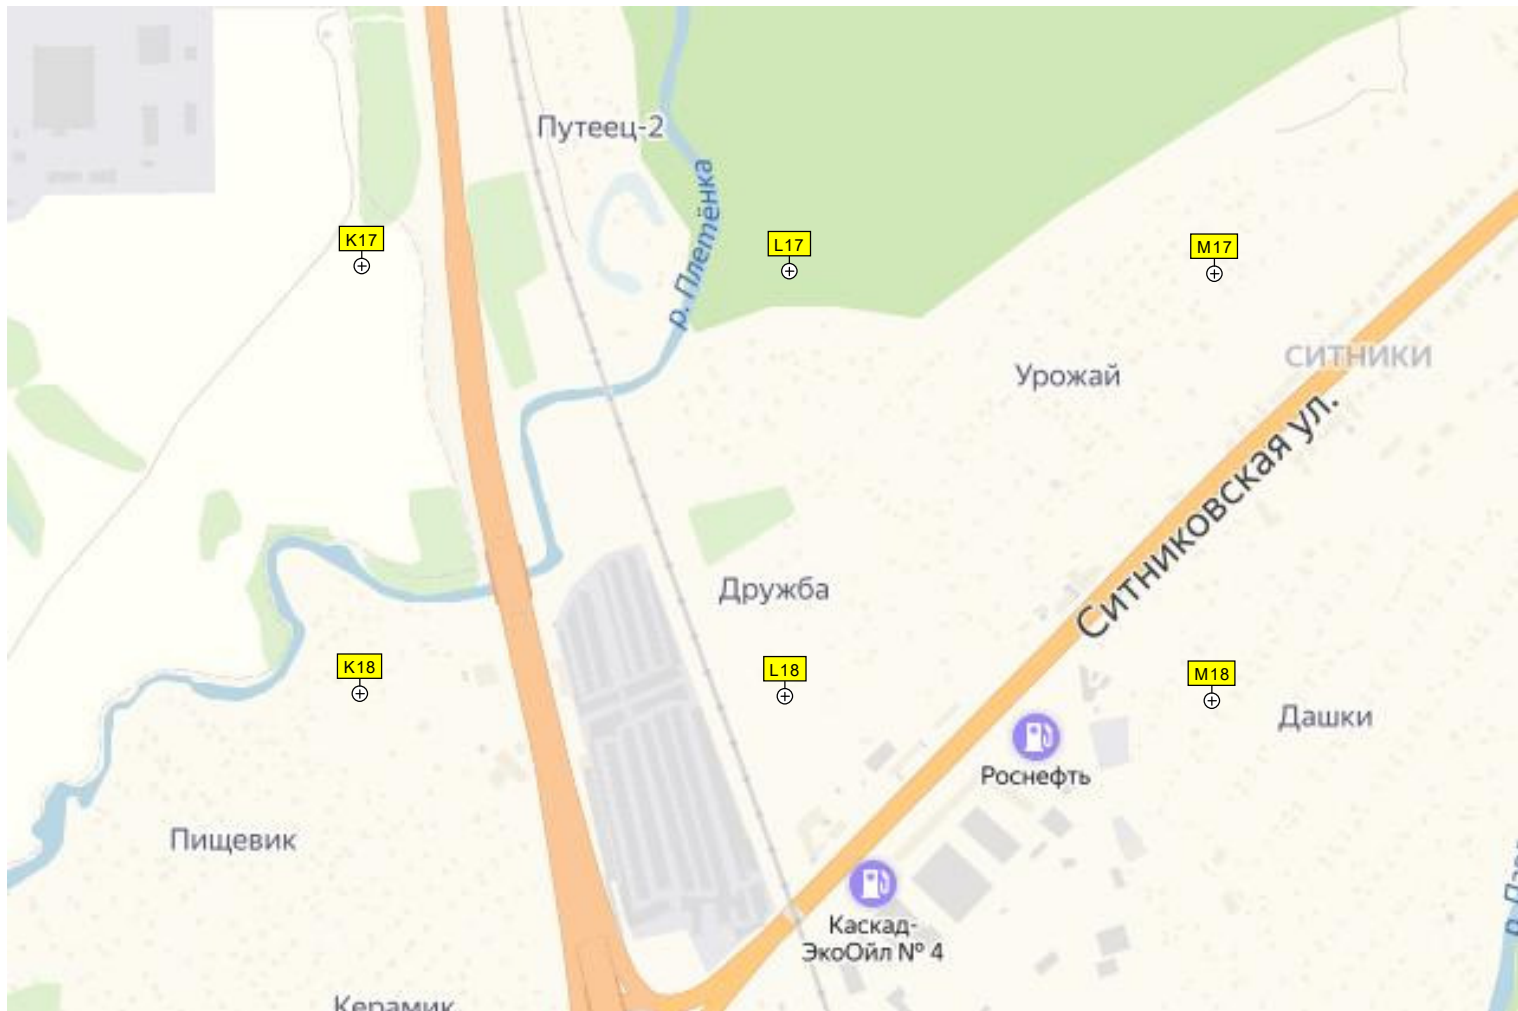 Путеец-2
р. Плетёнка
K17
L17
M17
СИТНИКИ
Урожай
Ситниковская ул.
Дружба
K18
L18
M18
Дашки
Роснефть
Пищевик
Каскад-
ЭкоОйл № 4
Керамик